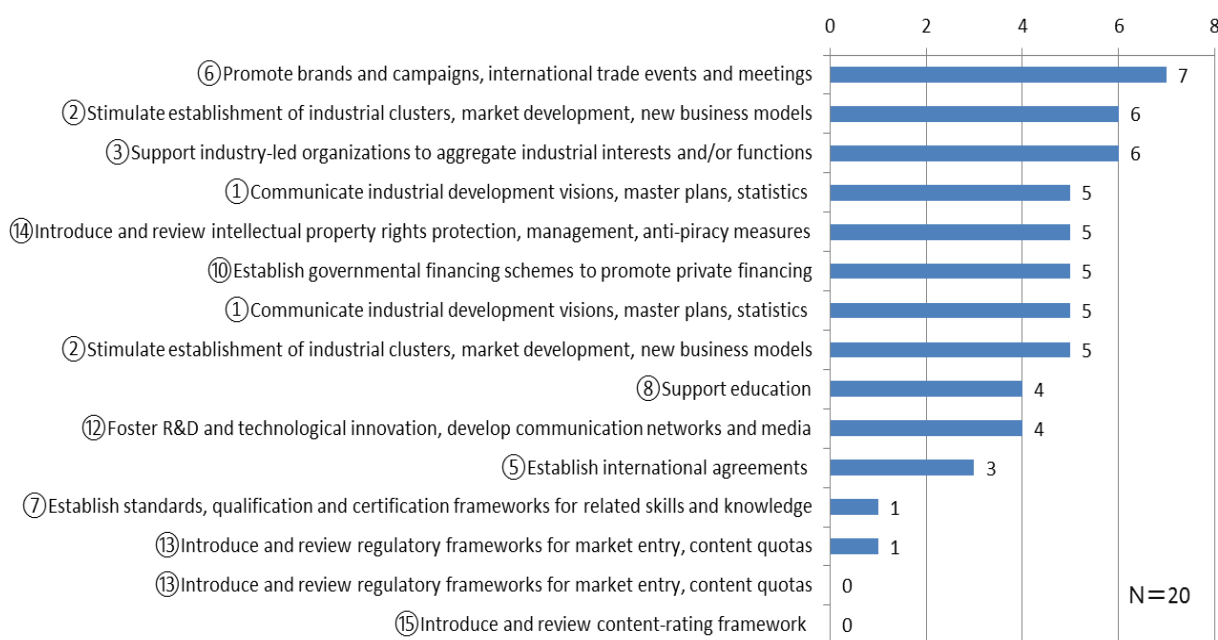 0 2 4 6 8
⑥Promote brands and campaigns, international trade events and meetings 7
②Stimulate establishment of industrial clusters, market development, new business models 6
③Support industry-led organizations to aggregate industrial interests and/or functions 6
①Communicate industrial development visions, master plans, statistics 5
⑭Introduce and review intellectual property rights protection, management, anti-piracy measures 5
⑩Establish governmental financing schemes to promote private financing 5
①Communicate industrial development visions, master plans, statistics 5
②Stimulate establishment of industrial clusters, market development, new business models 5
⑧Support education 4
⑫Foster R&D and technological innovation, develop communication networks and media 4
⑤Establish international agreements 3
⑦Establish standards, qualification and certification frameworks for related skills and knowledge 1
⑬Introduce and review regulatory frameworks for market entry, content quotas 1
⑬Introduce and review regulatory frameworks for market entry, content quotas 0
N=20
⑮Introduce and review content-rating framework 0